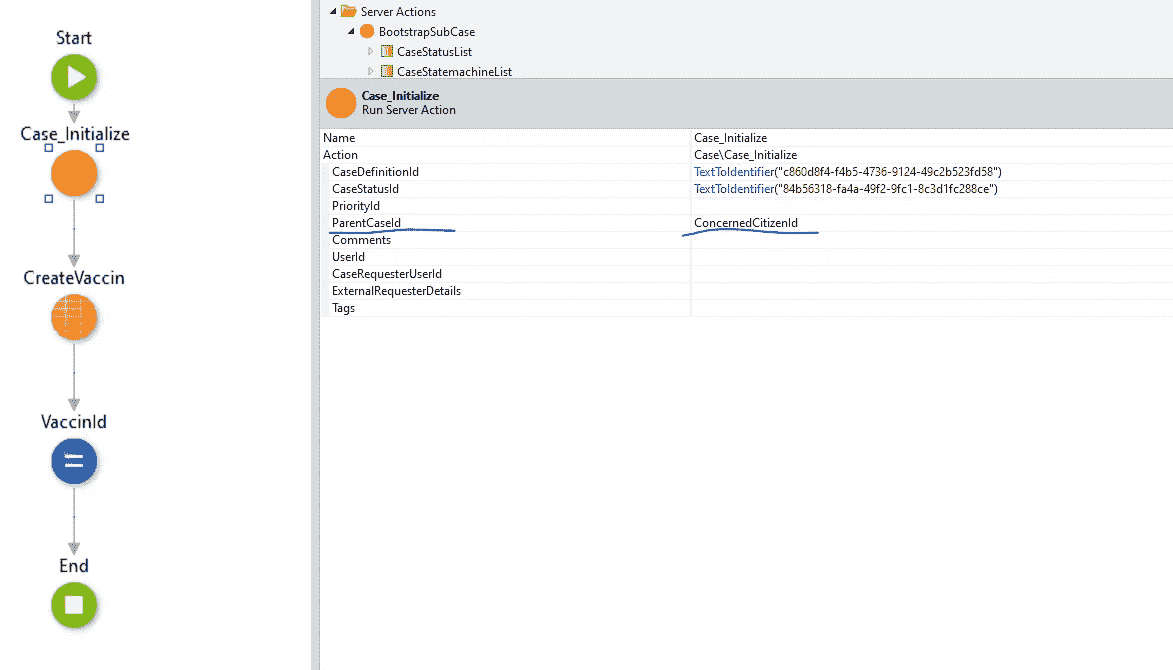 Start
Case_Initialize
CreateVaccin
VaccinId
End
Server Actions
BootstrapSubCase
CaseStatusList
CaseStatemachineList
Case_Initialize
Run Server Action
Name Case_Initialize
Action Case\Case_Initialize
CaseDefinitionId TextToIdentifier("c860d8f4-f4b5-4736-9124-49c2b523fd58")
CaseStatusId TextToIdentifier("84b56318-fa4a-49f2-9fc1-8c3d1fc288ce")
PriorityId
ParentCaseId ConcernedCitizenId
Comments
UserId
CaseRequesterUserId
ExternalRequesterDetails
Tags